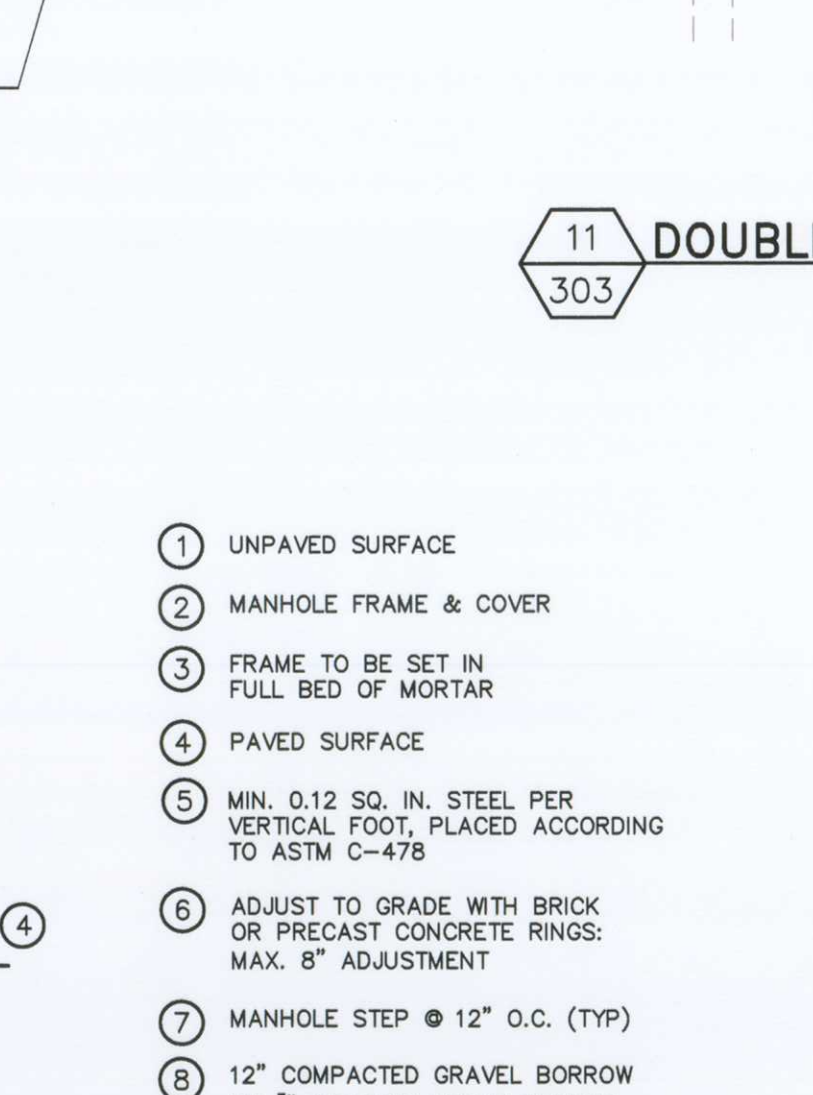 11
303
DOUBL
1 UNPAVED SURFACE
2 MANHOLE FRAME & COVER
3 FRAME TO BE SET IN
FULL BED OF MORTAR
4 PAVED SURFACE
5 MIN. 0.12 SQ. IN. STEEL PER
VERTICAL FOOT, PLACED ACCORDING
TO ASTM C-478
4
6 ADJUST TO GRADE WITH BRICK
OR PRECAST CONCRETE RINGS:
MAX. 8" ADJUSTMENT
7 MANHOLE STEP @ 12" O.C. (TYP)
8 12" COMPACTED GRAVEL BORROW